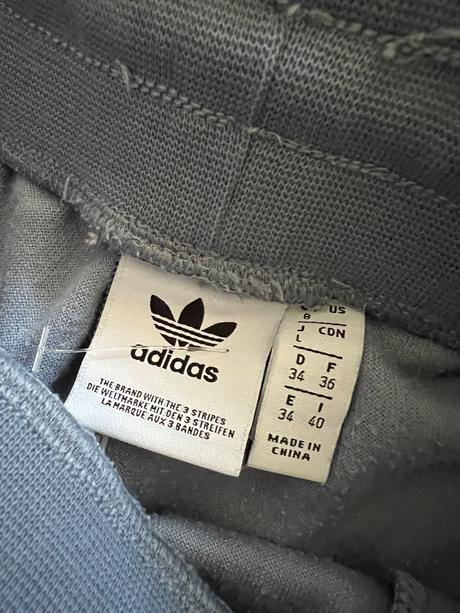 adidas
THE BRAND WITH THE 3 STRIPES
DIE WELTMARKE MIT DEN 3 STREIFEN
LA MARQUE AUX 3 BANDES
US
8
J CDN
L
D F
34 36
E I
34 40
MADE IN
CHINA